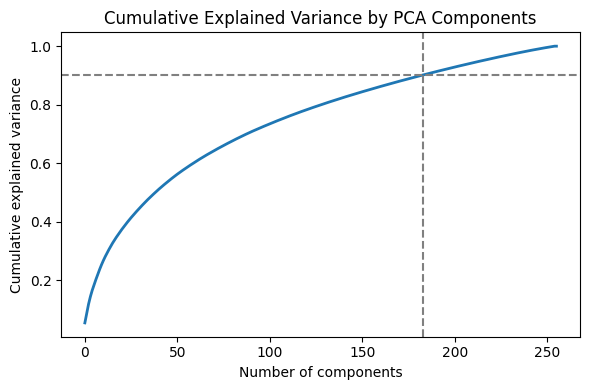 Cumulative Explained Variance by PCA Components
Cumulative explained variance
1.0
0.8
0.6
0.4
0.2
0 50 100 150 200 250
Number of components